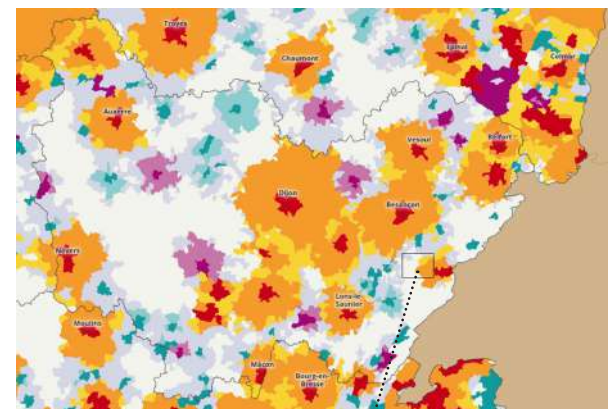 Troyes
Épinal
Colmar
Chaumont
Auxerre
Vesoul
Belfort
Dijon
Besançon
Nevers
Lons-le-
Saunier
Moulins
Mâcon
Bourg-en-
Bresse